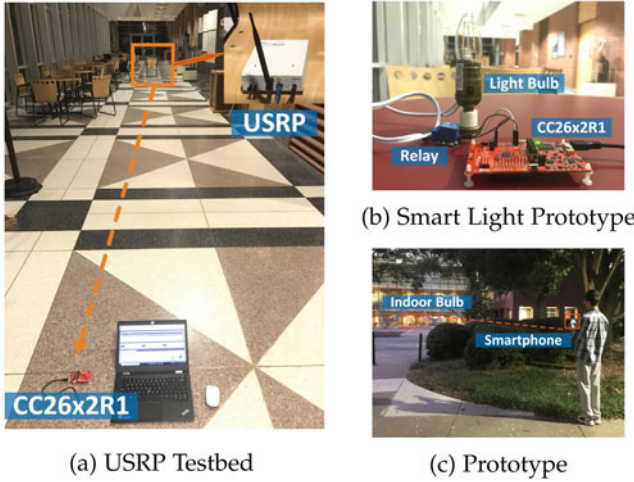 USRP
CC26x2R1
(a) USRP Testbed
Light Bulb
CC26x2R1
Relay
(b) Smart Light Prototype
Indoor Bulb
Smartphone
(c) Prototype